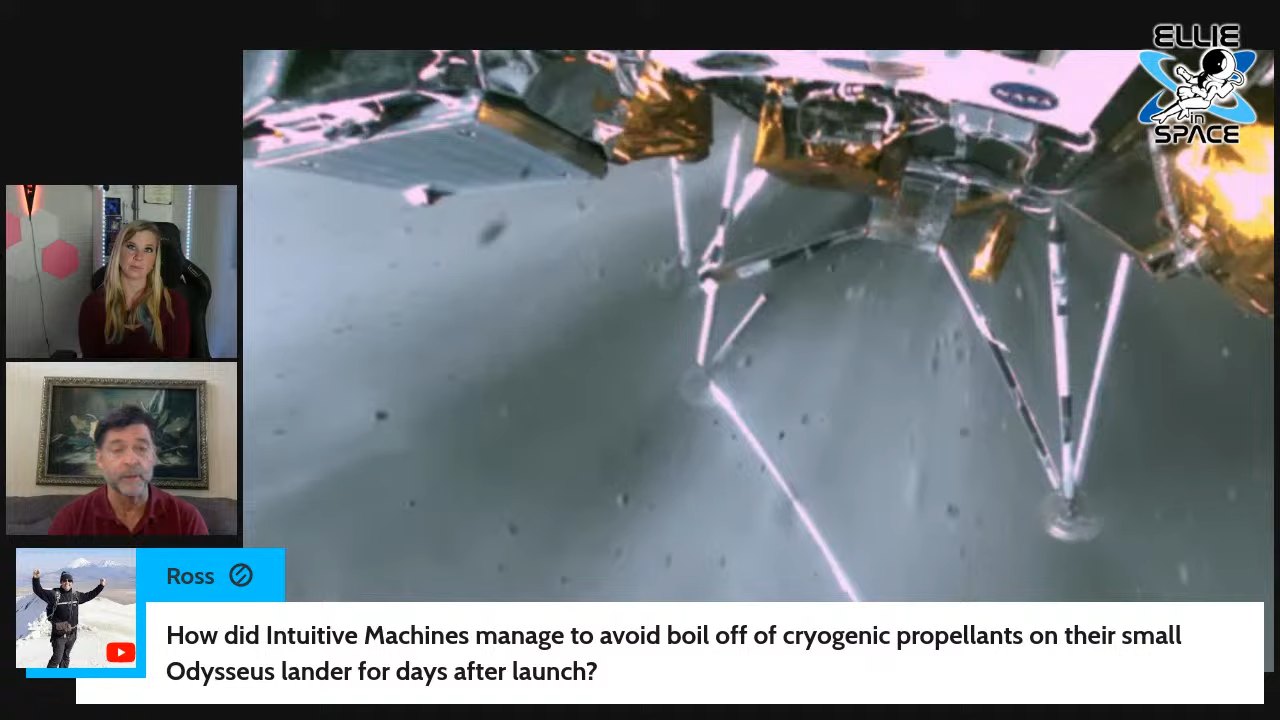 ELLIE
in
SPACE
NASA
Ross
How did Intuitive Machines manage to avoid boil off of cryogenic propellants on their small
Odysseus lander for days after launch?